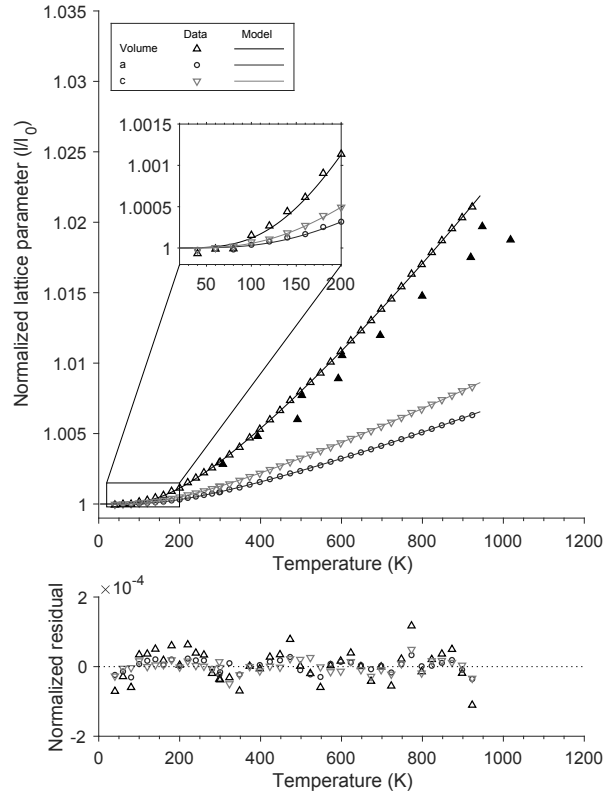 1.035
Volume
a
c
Data
Model
1.03
1.025
1.02
1.015
1.01
1.005
1
Normalized lattice parameter (l/l0)
1.0015
1.001
1.0005
1
50 100 150 200
0 200 400 600 800 1000 1200
Temperature (K)
×10-4
2
0
-2
Normalized residual
0 200 400 600 800 1000 1200
Temperature (K)